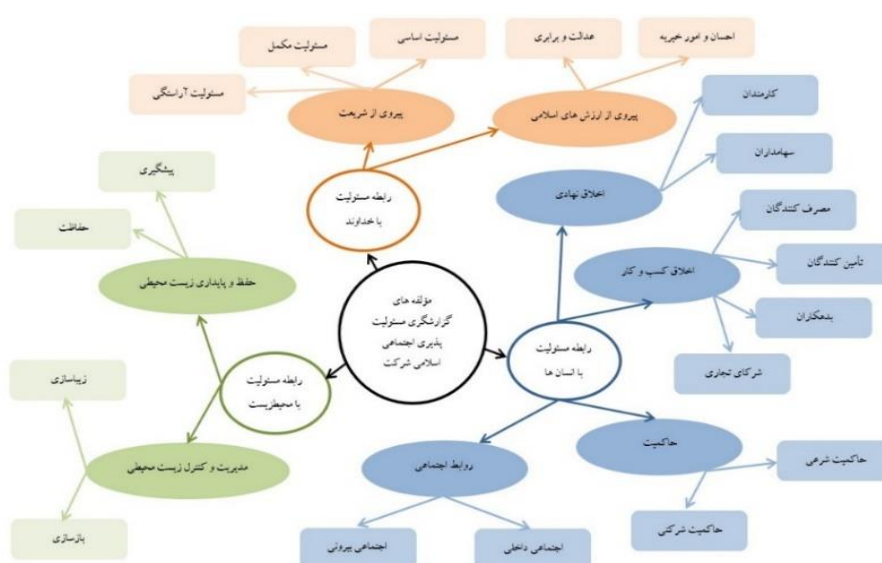 احسان و امور خیریه
عدالت و برابری
مسئولیت اساسی
مسئولیت مکمل
مسئولیت آراستگی
پیروی از ارزش های اسلامی
پیروی از شریعت
رابطه مسئولیت
با خداوند
کارمندان
سهامداران
اخلاق نهادی
مصرف کنندگان
تأمین کنندگان
بدهکاران
شرکای تجاری
اخلاق کسب و کار
رابطه مسئولیت
با انسان ها
مؤلفه های
گزارشگری مسئولیت
پذیری اجتماعی
اسلامی شرکت
پیشگیری
حفاظت
حفظ و پایداری زیست محیطی
رابطه مسئولیت
با محیطزیست
زیباسازی
مدیریت و کنترل زیست محیطی
بازسازی
حاکمیت
حاکمیت شرعی
حاکمیت شرکتی
روابط اجتماعی
اجتماعی داخلی
اجتماعی بیرونی